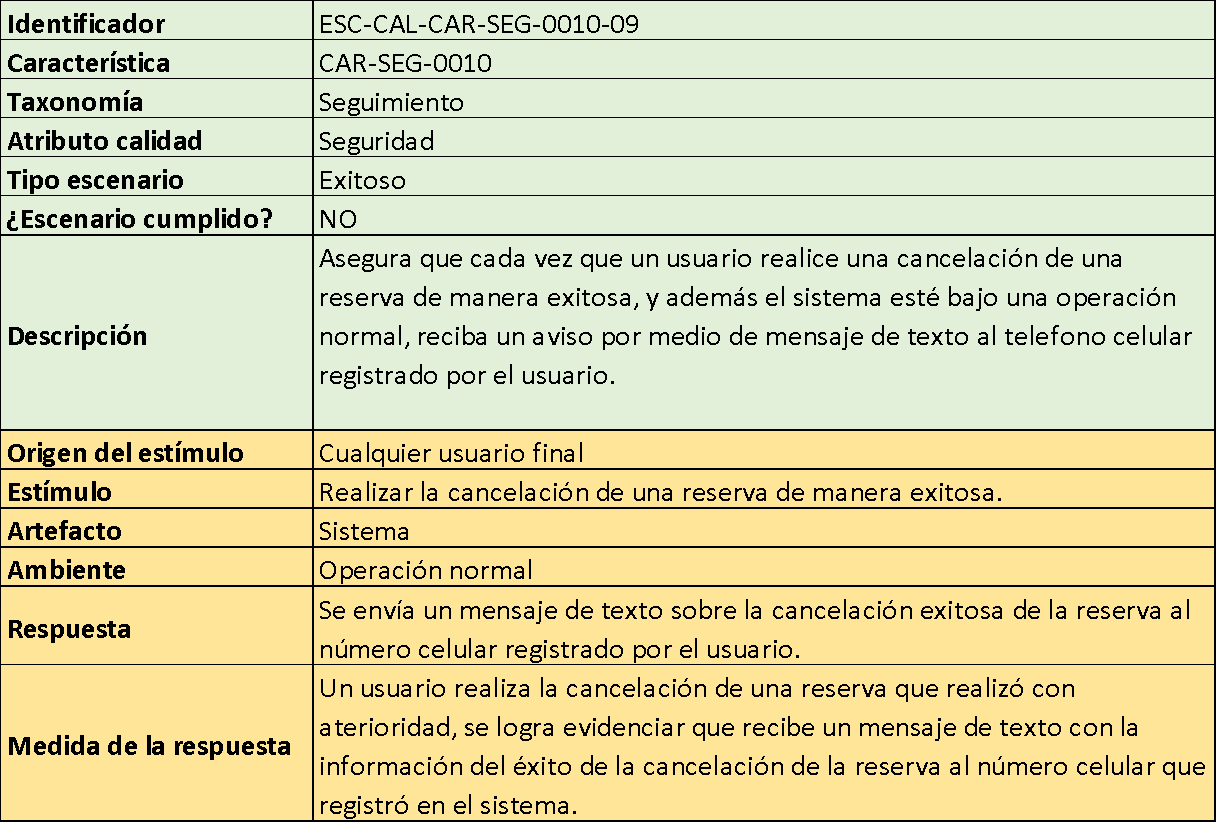 Identificador ESC-CAL-CAR-SEG-0010-09
Característica CAR-SEG-0010
Taxonomía Seguimiento
Atributo calidad Seguridad
Tipo escenario Exitoso
¿Escenario cumplido? NO
Descripción
Asegura que cada vez que un usuario realice una cancelación de una
reserva de manera exitosa, y además el sistema esté bajo una operación
normal, reciba un aviso por medio de mensaje de texto al telefono celular
registrado por el usuario.
Origen del estímulo Cualquier usuario final
Estímulo Realizar la cancelación de una reserva de manera exitosa.
Artefacto Sistema
Ambiente Operación normal
Respuesta
Se envía un mensaje de texto sobre la cancelación exitosa de la reserva al
número celular registrado por el usuario.
Medida de la respuesta
Un usuario realiza la cancelación de una reserva que realizó con
aterioridad, se logra evidenciar que recibe un mensaje de texto con la
información del éxito de la cancelación de la reserva al número celular que
registró en el sistema.